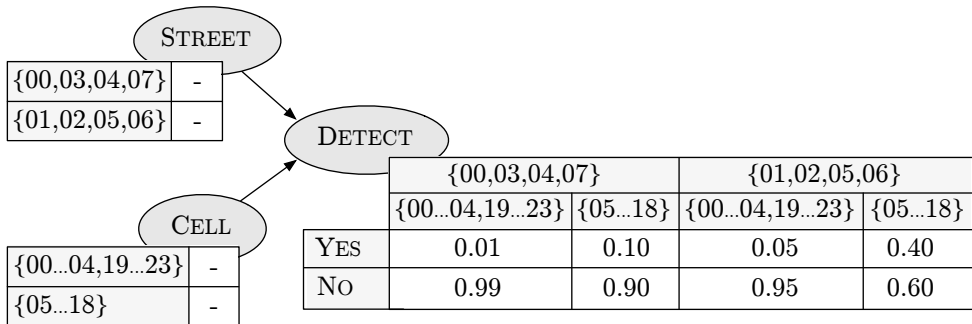 STREET
{00,03,04,07} -
{01,02,05,06} -
DETECT
CELL
{00...04,19...23} -
{05...18} -
{00,03,04,07} {01,02,05,06}
{00...04,19...23} {05...18} {00...04,19...23} {05...18}
YES 0.01 0.10 0.05 0.40
NO 0.99 0.90 0.95 0.60